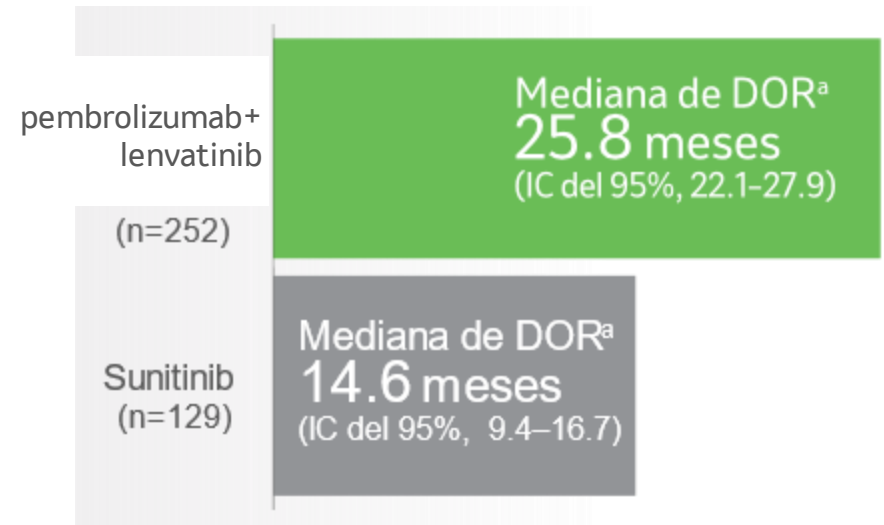 pembrolizumab+
lenvatinib
(n=252)
Mediana de DORᵃ
25.8 meses
(IC del 95%, 22.1–27.9)
Sunitinib
(n=129)
Mediana de DORᵃ
14.6 meses
(IC del 95%, 9.4–16.7)